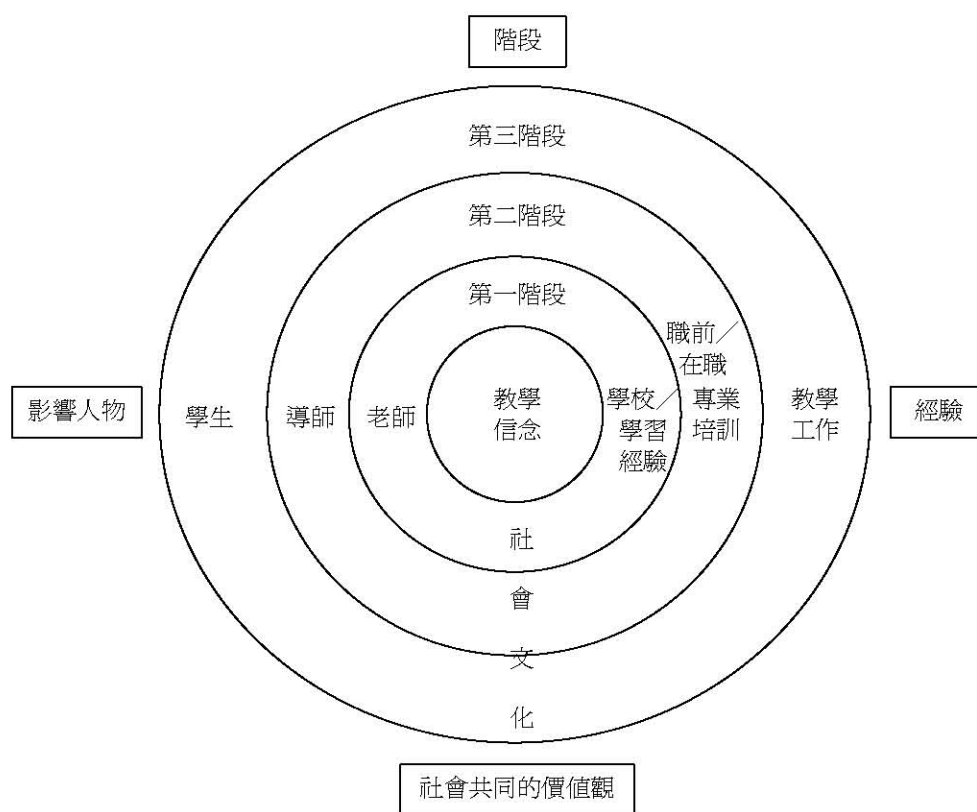 階段
第三階段
第二階段
第一階段
影響人物
學生
導師
老師
教學
信念
學校／
學習
經驗
職前／
在職
專業
培訓
教學
工作
經驗
社
會
文
化
社會共同的價值觀